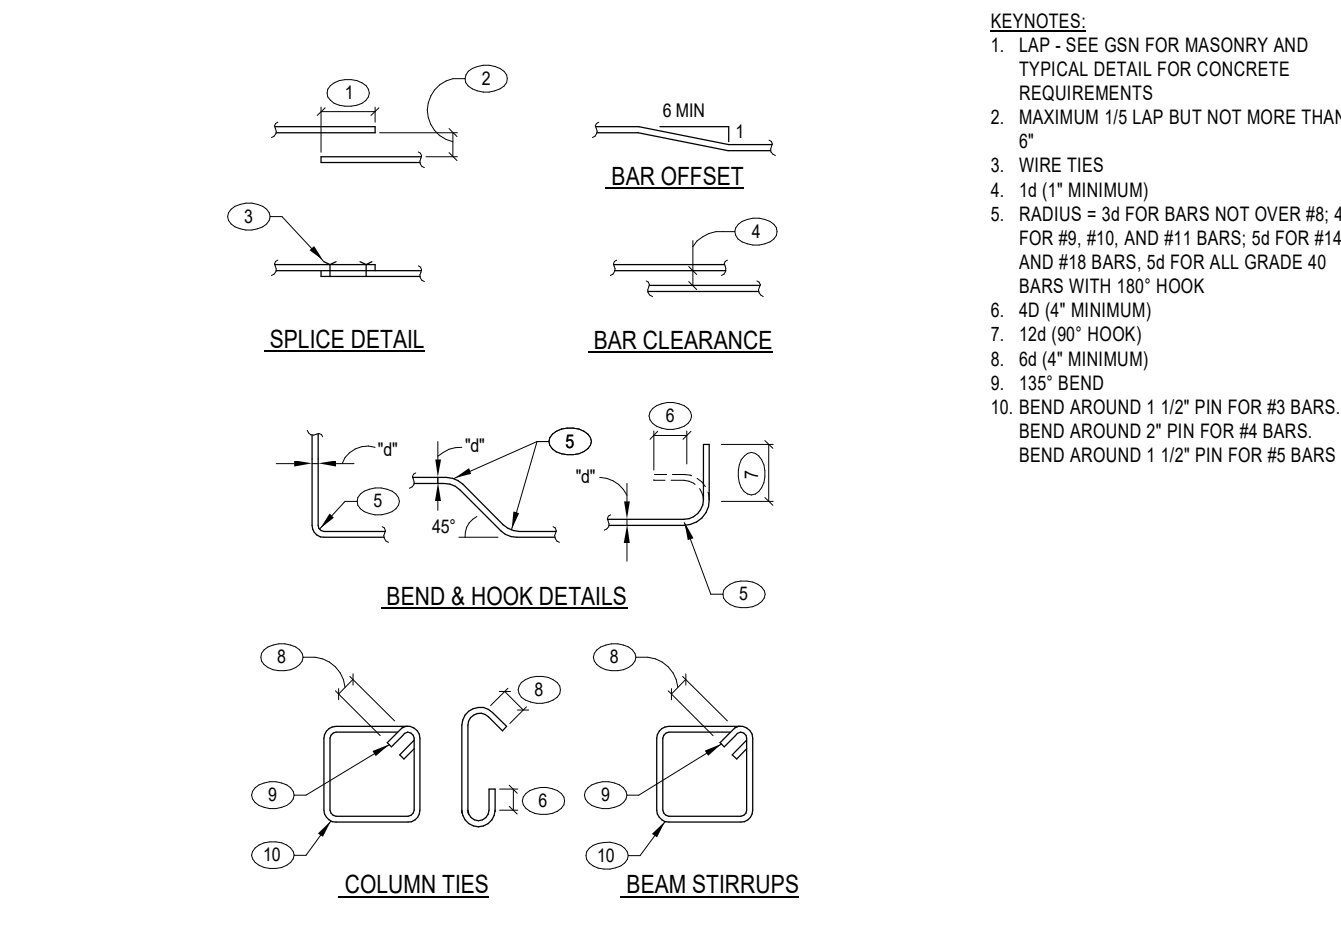 KEYNOTES:
1. LAP - SEE GSN FOR MASONRY AND
TYPICAL DETAIL FOR CONCRETE
REQUIREMENTS
2. MAXIMUM 1/5 LAP BUT NOT MORE THAN
6"
3. WIRE TIES
4. 1d (1" MINIMUM)
5. RADIUS = 3d FOR BARS NOT OVER #8; 4
FOR #9, #10, AND #11 BARS; 5d FOR #14
AND #18 BARS, 5d FOR ALL GRADE 40
BARS WITH 180° HOOK
6. 4D (4" MINIMUM)
7. 12d (90° HOOK)
8. 6d (4" MINIMUM)
9. 135° BEND
10. BEND AROUND 1 1/2" PIN FOR #3 BARS.
BEND AROUND 2" PIN FOR #4 BARS.
BEND AROUND 1 1/2" PIN FOR #5 BARS
1
2
6 MIN
1
BAR OFFSET
3
4
SPLICE DETAIL
BAR CLEARANCE
"d"
5
"d"
5
45°
6
"d"
7
5
BEND & HOOK DETAILS
8
8
9
6
10
COLUMN TIES
8
9
10
BEAM STIRRUPS